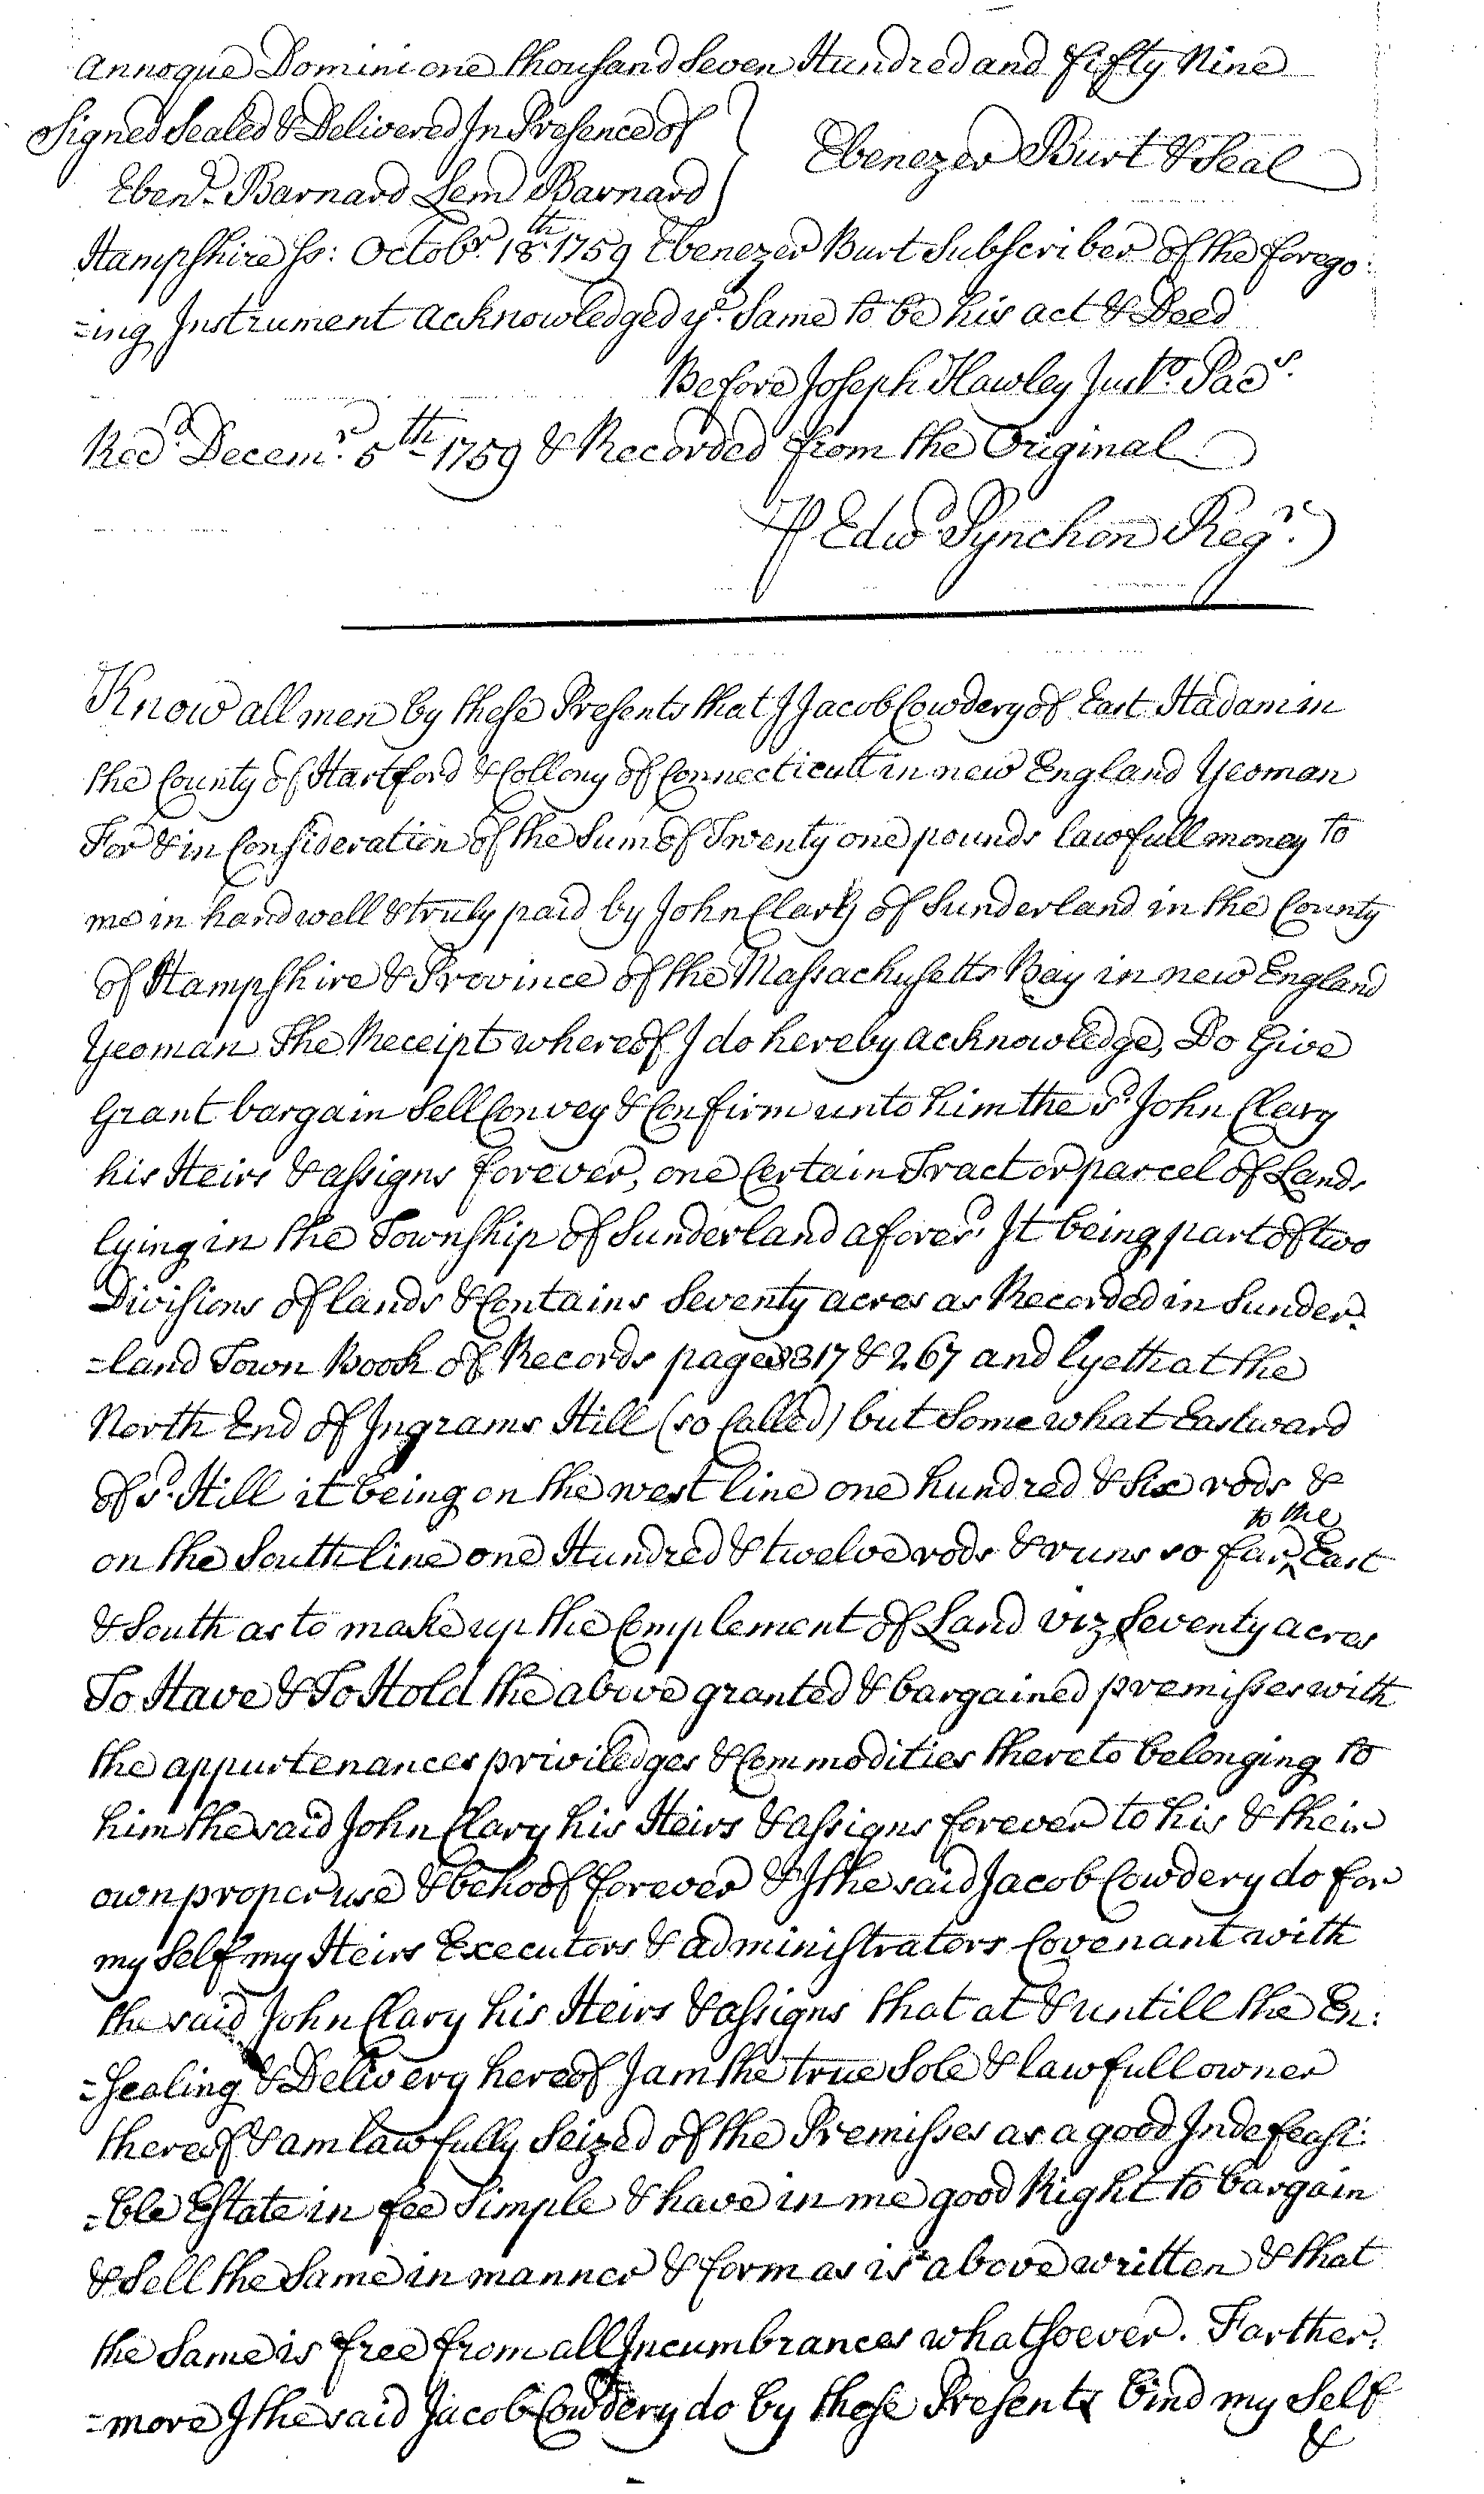 Annoque Domini one thousand Seven Hundred and fifty Nine
Signed Sealed & Delivered In Presence of
Ebenezer Burt & Seal
Ebenr. Barnard Lem Barnard
Hampshire ss: Octobr. 18th 1759 Ebenezer Burt Subscriber of the forego:
=ing Instrument acknowledged ye. Same to be his act & Deed
Before Joseph Hawley Justo. Pacs.
Recd. Decemr. 5th 1759 & Recorded from the Original
P Edwd Pynchon Regr.
Know all men by these Presents that I Jacob Cowdery of East Hadam in
the County of Hartford & Collony of Connecticutt in new England Yeoman
For & in Consideration of the Sum of Twenty one pounds lawfull money to
me in hand well & truly paid by John Clary of Sunderland in the County
of Hampshire & Province of the Massachusetts Bay in new England
Yeoman The Receipt whereof I do hereby acknowledge, Do Give
Grant bargain Sell Convey & Confirm unto him the sd. John Clary
his Heirs & assigns forever, one Certain Tract or parcel of Land
lying in the Township of Sunderland aforesd. It being part of two
Divisions of lands & Contains Seventy acres as Recorded in Sunder-
=land Town Book of Records pages 317 & 267 and lyeth at the
North End of Ingrams Hill (so Called) but Somewhat Eastward
of sd. Hill it being on the west line one hundred & Six rods &
on the South line one Hundred & twelve rods & runs so far to the East
& South as to make up the Complement of Land viz Seventy acres
To Have & To Hold the above granted & bargained premisses with
the appurtenances priviledges & Commodities thereto belonging to
him the said John Clary his Heirs & assigns forever to his & their
own proper use & behoof forever & I the said Jacob Cowdery do for
my Self my Heirs Executors & administrators Covenant with
the said John Clary his Heirs & assigns that at & untill the En:
=sealing & Delivery hereof I am the true Sole & lawfull owner
thereof & am lawfully Seized of the Premisses as a good Indefeasi:
=ble Estate in fee Simple & have in me good Right to bargain
& Sell the Same in manner & form as is above written & that
the Same is free from all Incumbrances whatsoever. Farther-
=more I the said Jacob Cowdery do by these Presents bind my Self
&